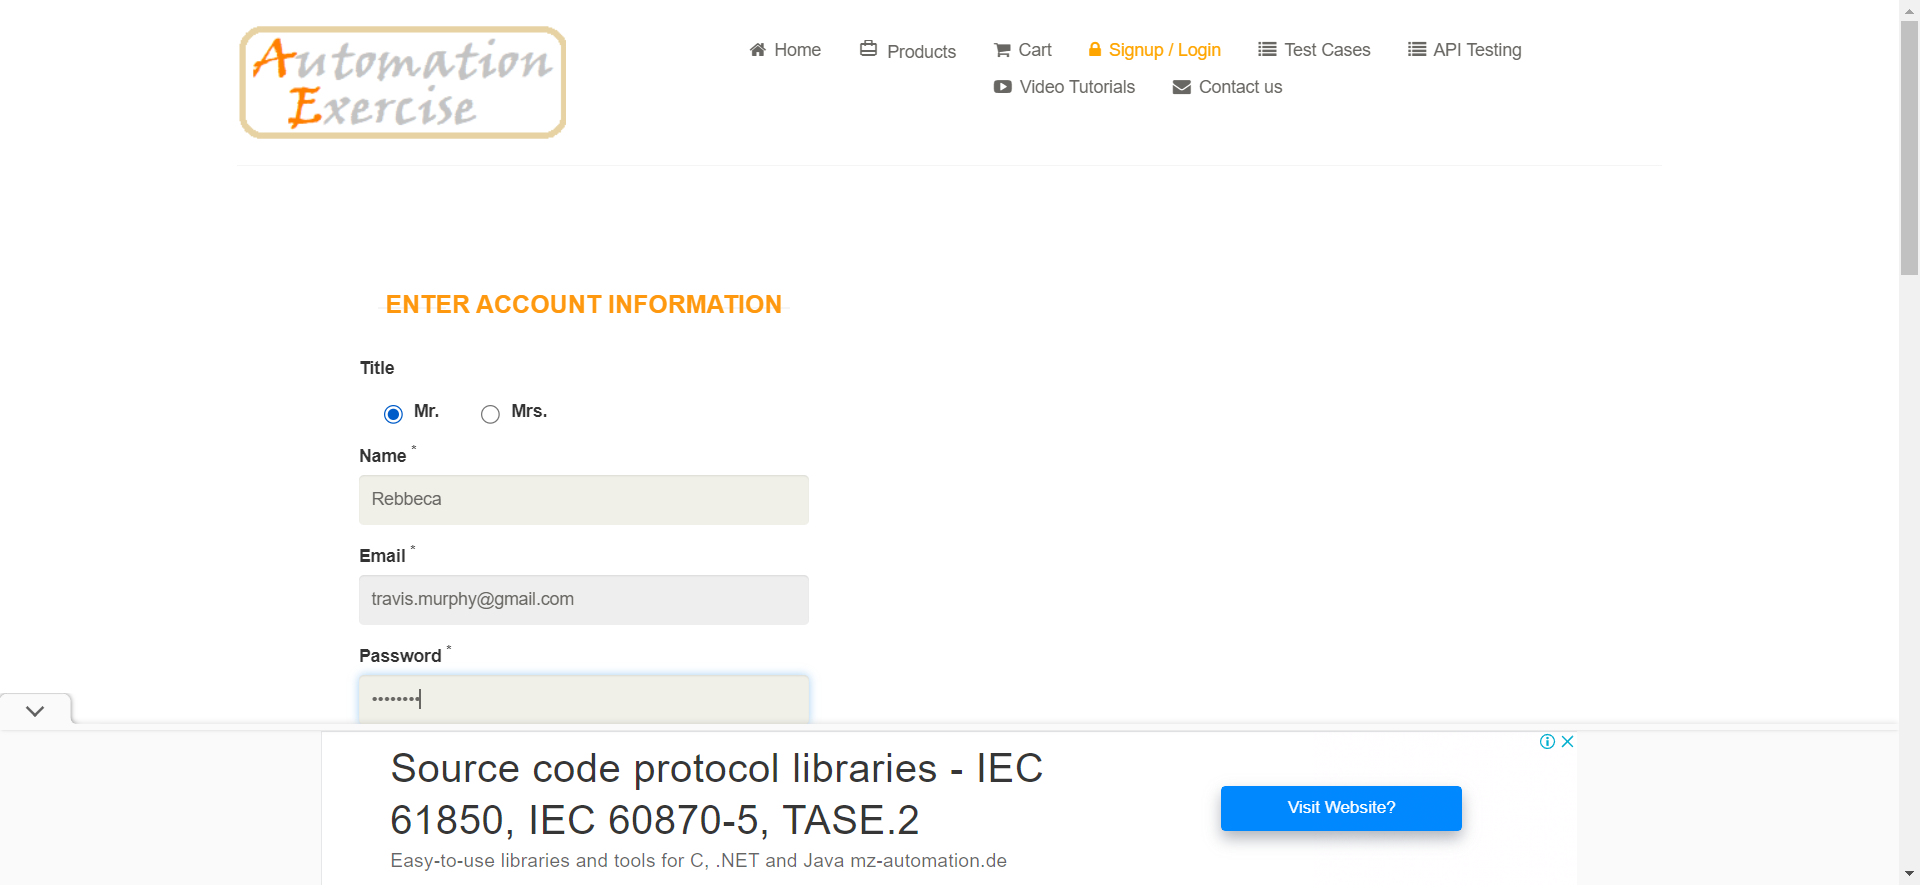 Automation
Exercise
Home
Products
Cart
Signup / Login
Test Cases
API Testing
Video Tutorials
Contact us
ENTER ACCOUNT INFORMATION
Title
Mr.
Mrs.
Name *
Rebbeca
Email *
travis.murphy@gmail.com
Password *
••••••••
Source code protocol libraries - IEC
61850, IEC 60870-5, TASE.2
Easy-to-use libraries and tools for C, .NET and Java mz-automation.de
Visit Website?